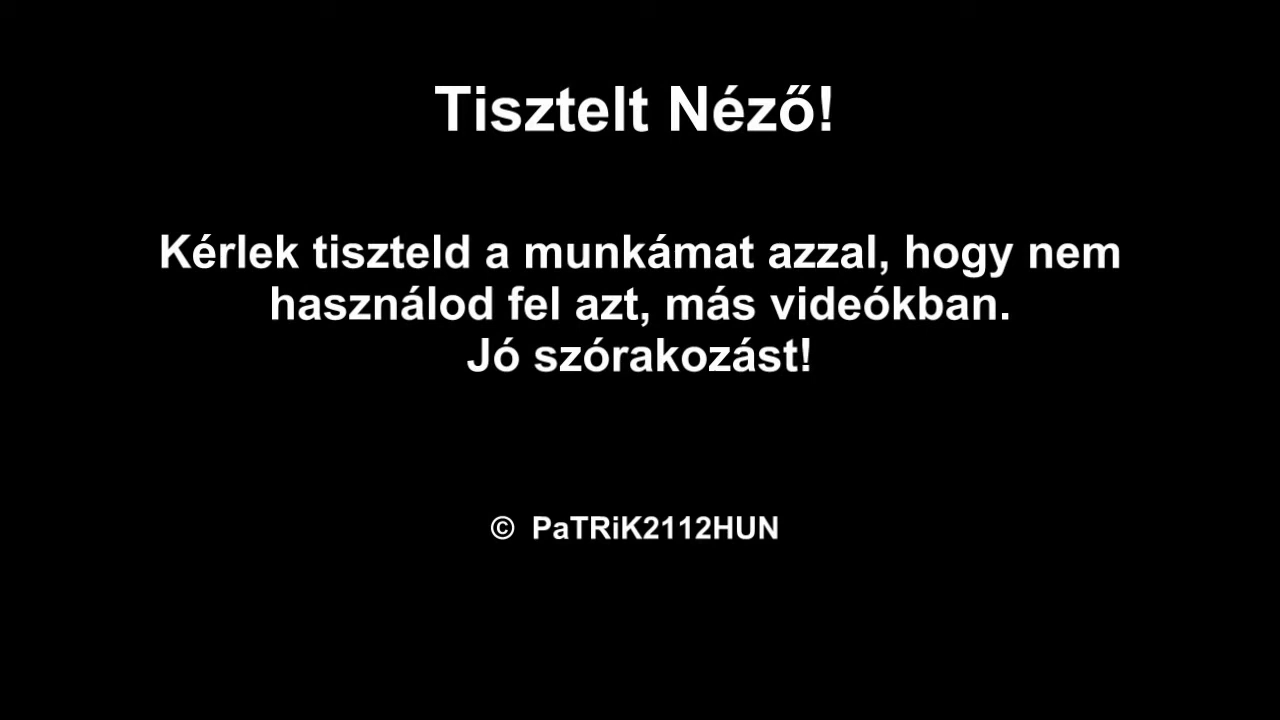 Tisztelt Néző!
Kérlek tiszteld a munkámat azzal, hogy nem
használod fel azt, más videókban.
Jó szórakozást!
© PaTRiK2112HUN